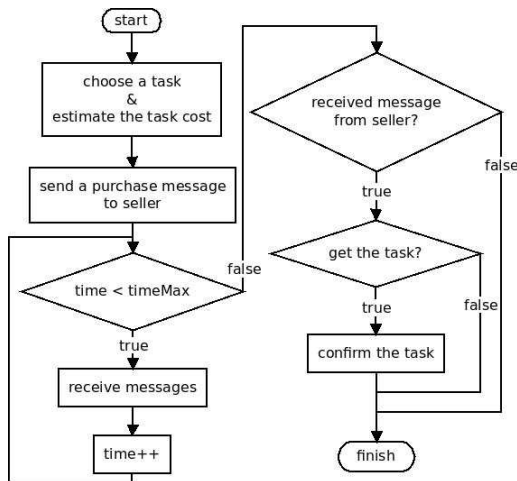 start
choose a task
&
estimate the task cost
send a purchase message
to seller
time < timeMax
false
true
receive messages
time++
received message
from seller?
false
true
get the task?
false
true
confirm the task
finish